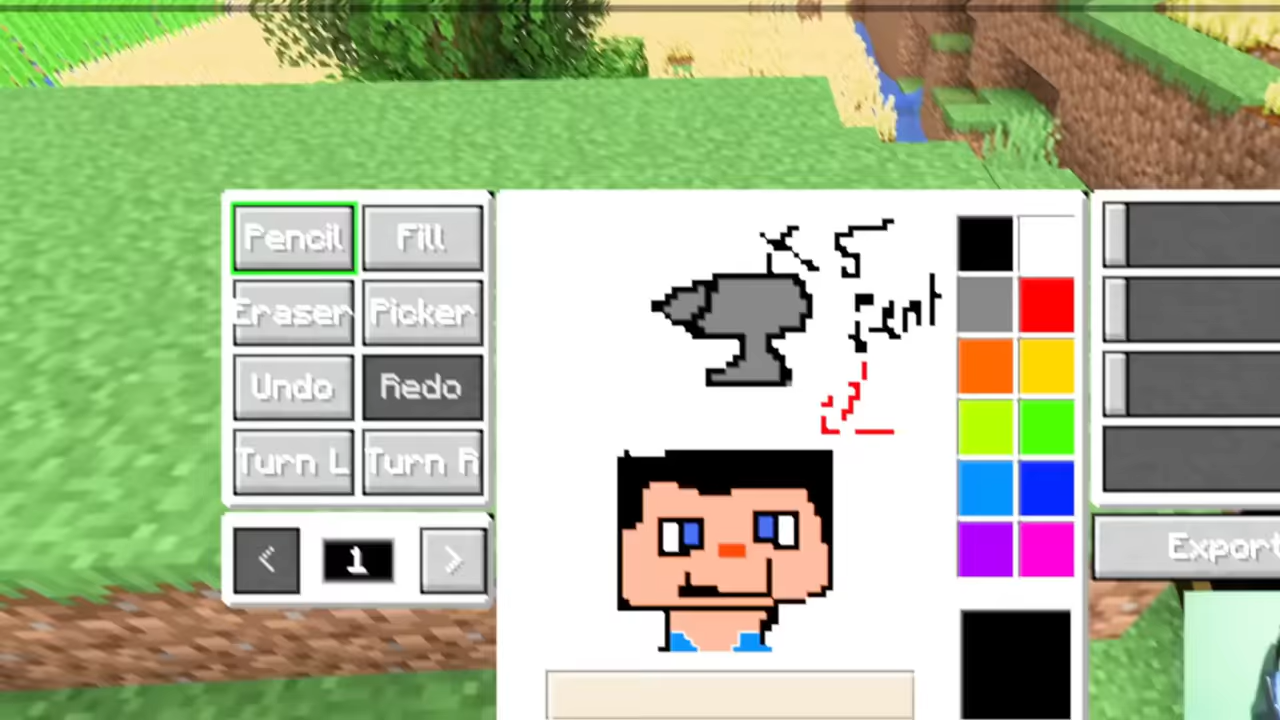 Pencil Fill
Eraser Picker
Undo Redo
Turn L Turn R
< 1 >
Export